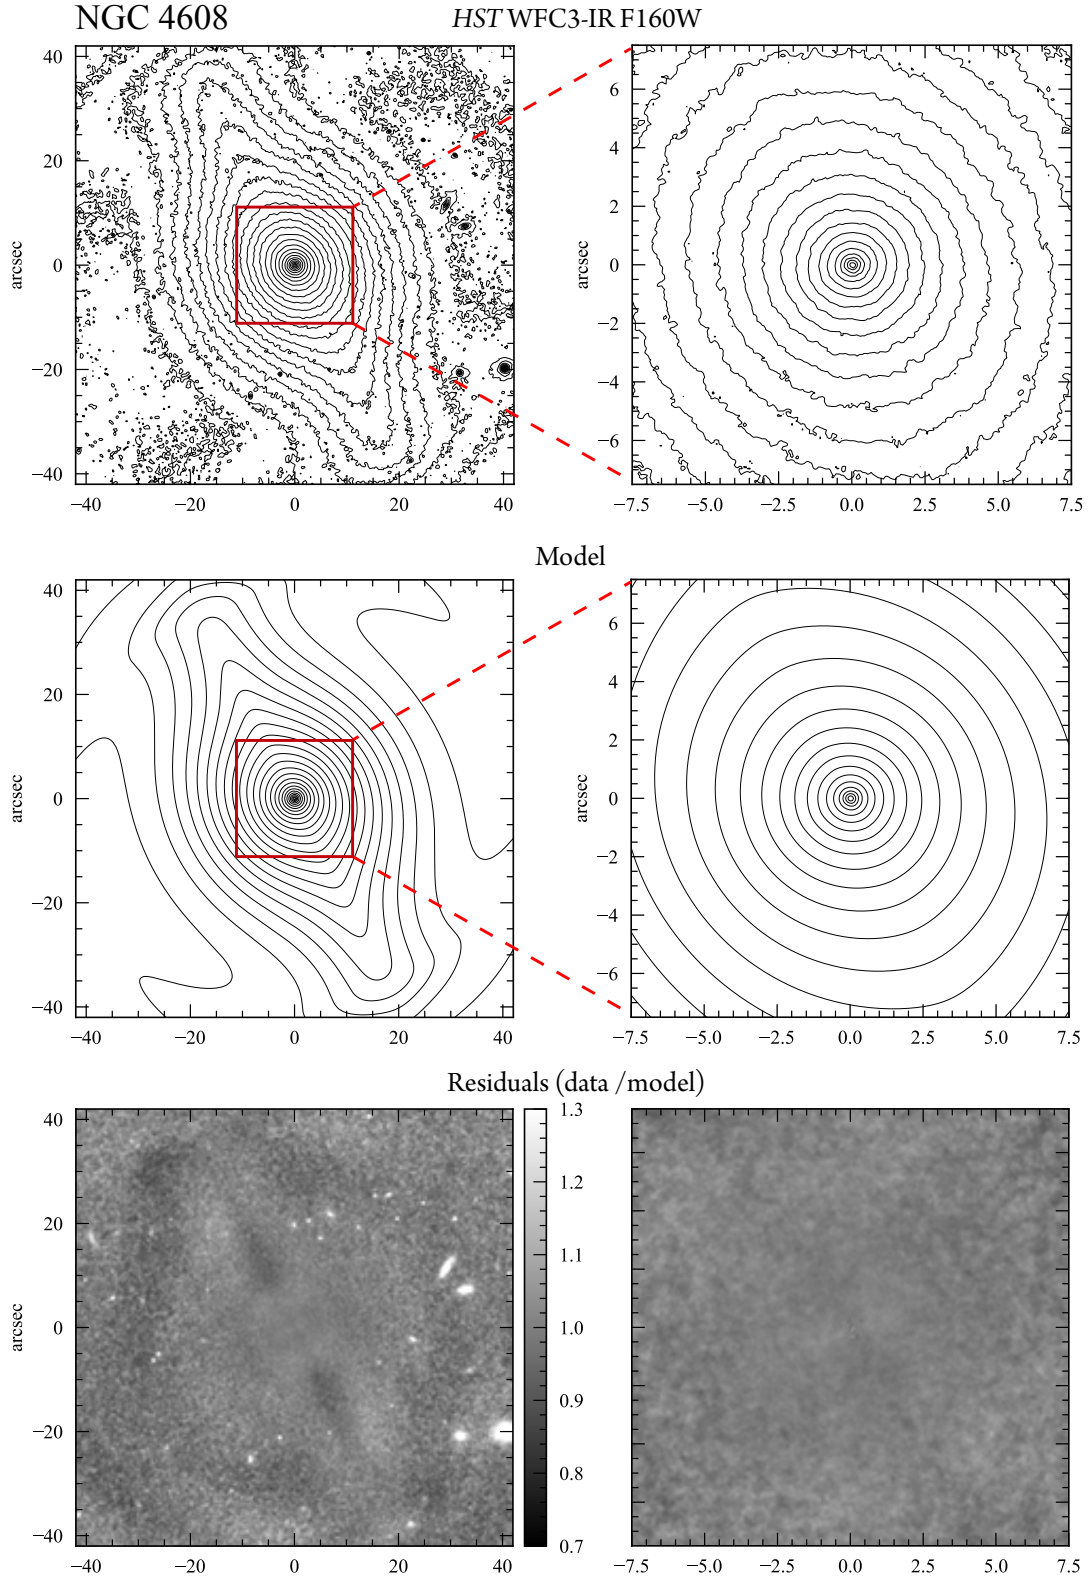 NGC 4608
HST WFC3-IR F160W
40
20
0
−20
−40
arcsec
−40 −20 0 20 40
6
4
2
0
−2
−4
−6
arcsec
−7.5 −5.0 −2.5 0.0 2.5 5.0 7.5
Model
40
20
0
−20
−40
arcsec
−40 −20 0 20 40
6
4
2
0
−2
−4
−6
arcsec
−7.5 −5.0 −2.5 0.0 2.5 5.0 7.5
Residuals (data /model)
40
20
0
−20
−40
arcsec
−40 −20 0 20 40
1.3
1.2
1.1
1.0
0.9
0.8
0.7
−7.5 −5.0 −2.5 0.0 2.5 5.0 7.5